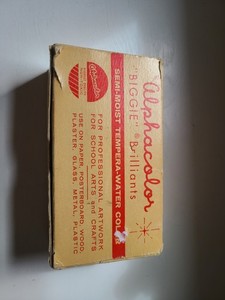 alphacolor
"BIGGIE" © Brilliants
SEMI-MOIST TEMPERA-WATER COLOR
FOR PROFESSIONAL ARTWORK
FOR SCHOOL ARTS and CRAFTS
USE ON PAPER, POSTERBOARD, WOOD,
PLASTER, GLASS, METAL, PLASTIC